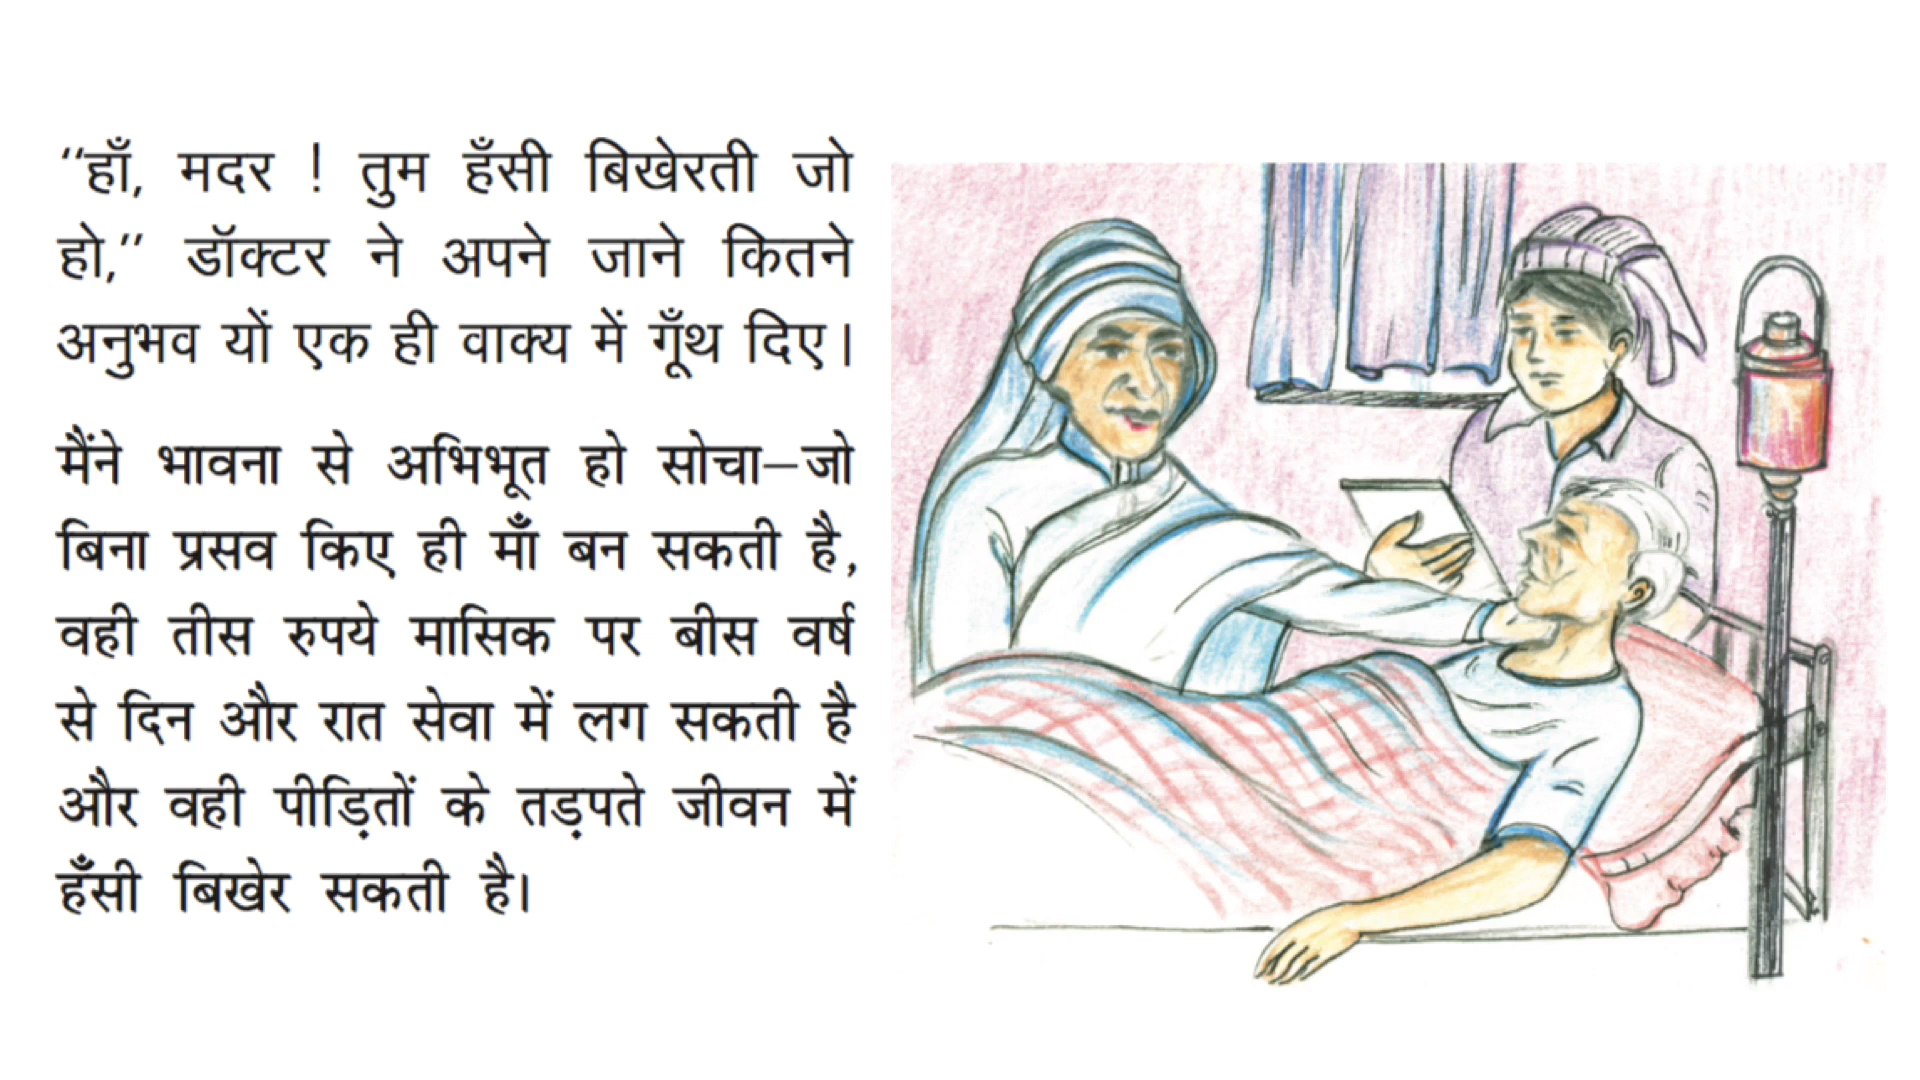 “हाँ, मदर ! तुम हँसी बिखेरती जो
हो,” डॉक्टर ने अपने जाने कितने
अनुभव यों एक ही वाक्य में गूँथ दिए।
मैंने भावना से अभिभूत हो सोचा–जो
बिना प्रसव किए ही माँ बन सकती है,
वही तीस रुपये मासिक पर बीस वर्ष
से दिन और रात सेवा में लग सकती है
और वही पीड़ितों के तड़पते जीवन में
हँसी बिखेर सकती है।